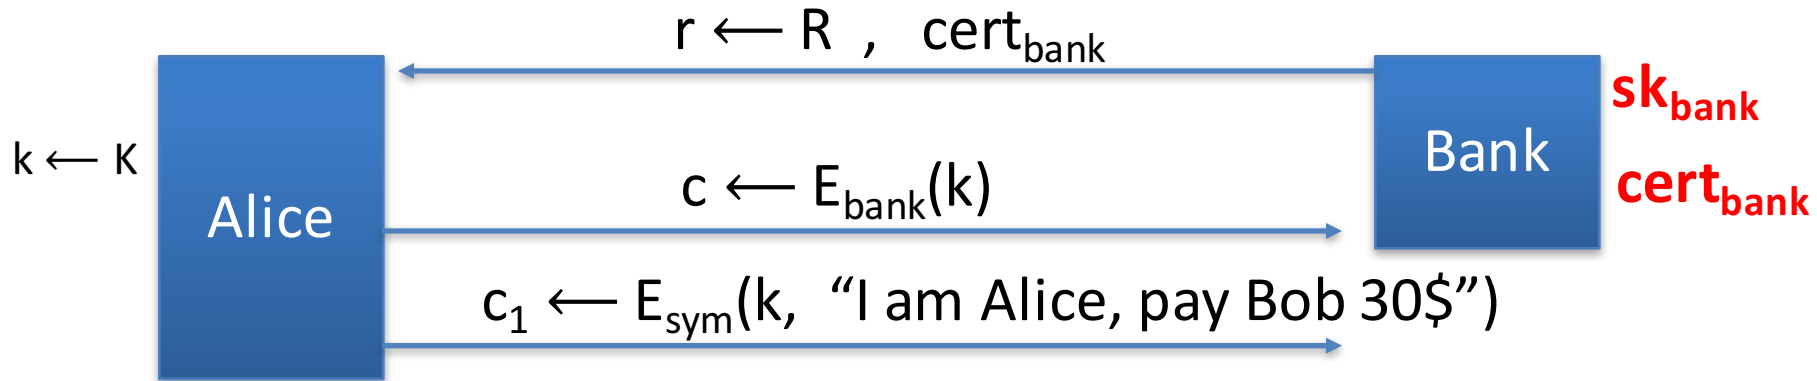 r ⟵ R , cert_bank
sk_bank
Bank
k ⟵ K
cert_bank
c ⟵ E_bank(k)
Alice
c_1 ⟵ E_sym(k, “I am Alice, pay Bob 30$”)